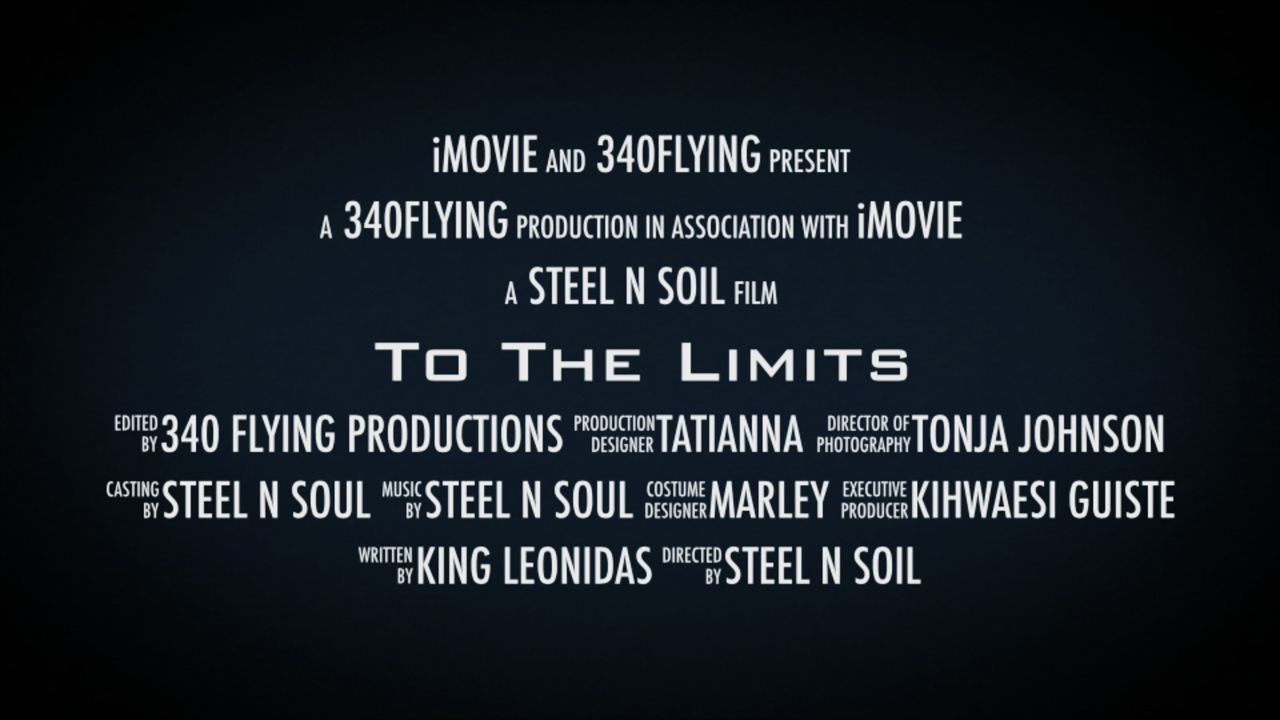 iMOVIE AND 340FLYING PRESENT
A 340FLYING PRODUCTION IN ASSOCIATION WITH iMOVIE
A STEEL N SOIL FILM
TO THE LIMITS
EDITED BY 340 FLYING PRODUCTIONS PRODUCTION DESIGNER TATIANNA DIRECTOR OF PHOTOGRAPHY TONJA JOHNSON
CASTING BY STEEL N SOUL MUSIC BY STEEL N SOUL COSTUME DESIGNER MARLEY EXECUTIVE PRODUCER KIHWAESI GUISTE
WRITTEN BY KING LEONIDAS DIRECTED BY STEEL N SOIL